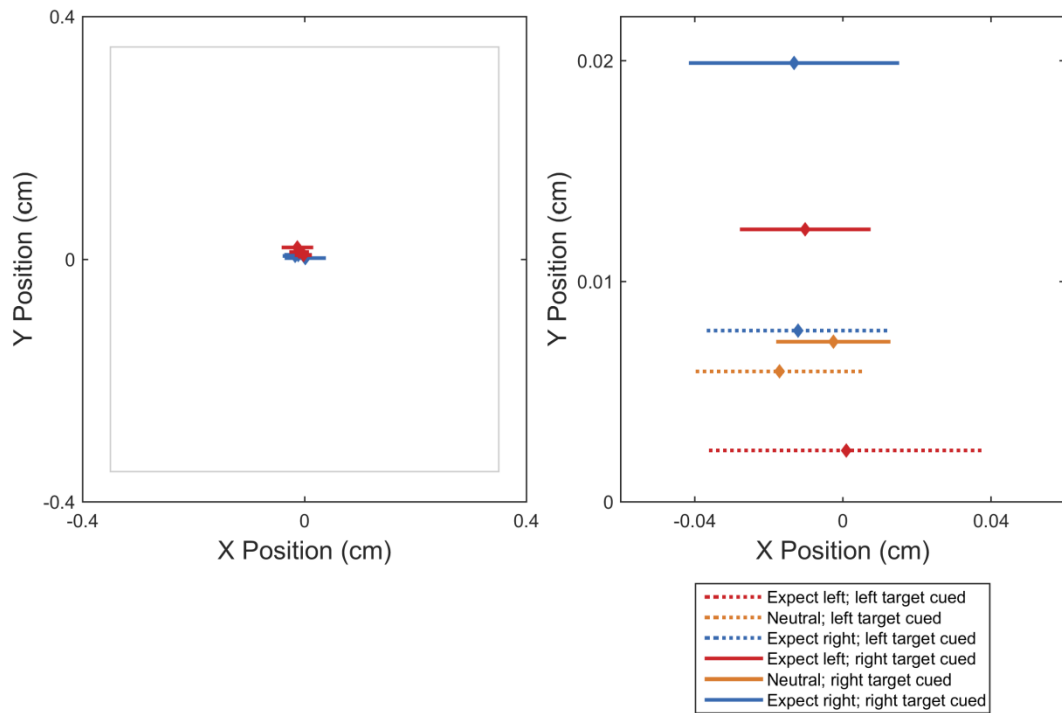 0.4
0
-0.4
Y Position (cm)
-0.4
0
0.4
X Position (cm)
0.02
0.01
0
Y Position (cm)
-0.04
0
0.04
X Position (cm)
Expect left; left target cued
Neutral; left target cued
Expect right; left target cued
Expect left; right target cued
Neutral; right target cued
Expect right; right target cued